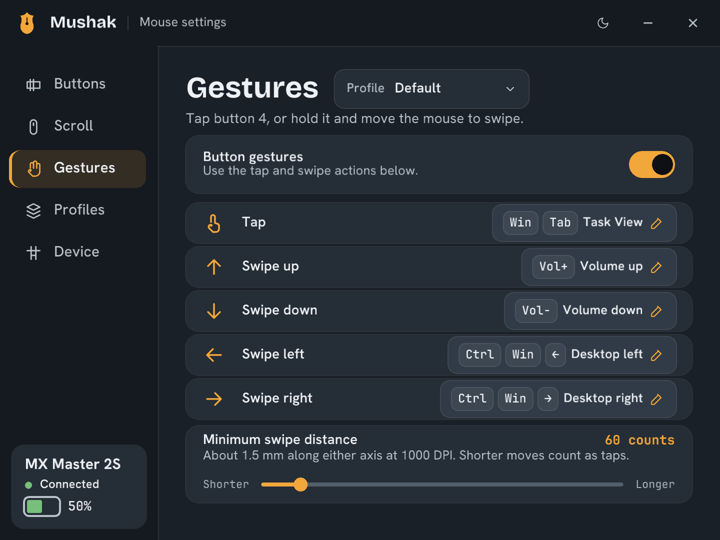 Mushak
Mouse settings
Buttons
Scroll
Gestures
Profiles
Device
MX Master 2S
Connected
50%
Gestures
Profile Default
Tap button 4, or hold it and move the mouse to swipe.
Button gestures
Use the tap and swipe actions below.
Tap Win Tab Task View
Swipe up Vol+ Volume up
Swipe down Vol- Volume down
Swipe left Ctrl Win ← Desktop left
Swipe right Ctrl Win → Desktop right
Minimum swipe distance 60 counts
About 1.5 mm along either axis at 1000 DPI. Shorter moves count as taps.
Shorter Longer